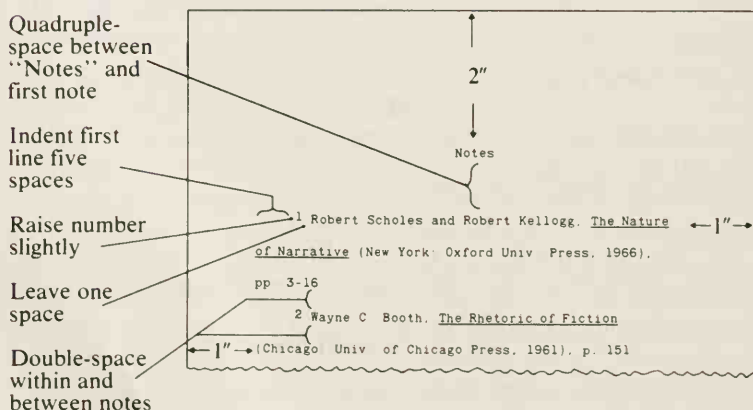 Quadruple-
space between
“Notes” and
first note
Indent first
line five
spaces
Raise number
slightly
Leave one
space
Double-space
within and
between notes
2″
Notes
1 Robert Scholes and Robert Kellogg. The Nature
of Narrative (New York Oxford Univ Press, 1966).
pp 3-16
2 Wayne C Booth. The Rhetoric of Fiction
(Chicago Univ of Chicago Press, 1961). p. 151
1″
1″